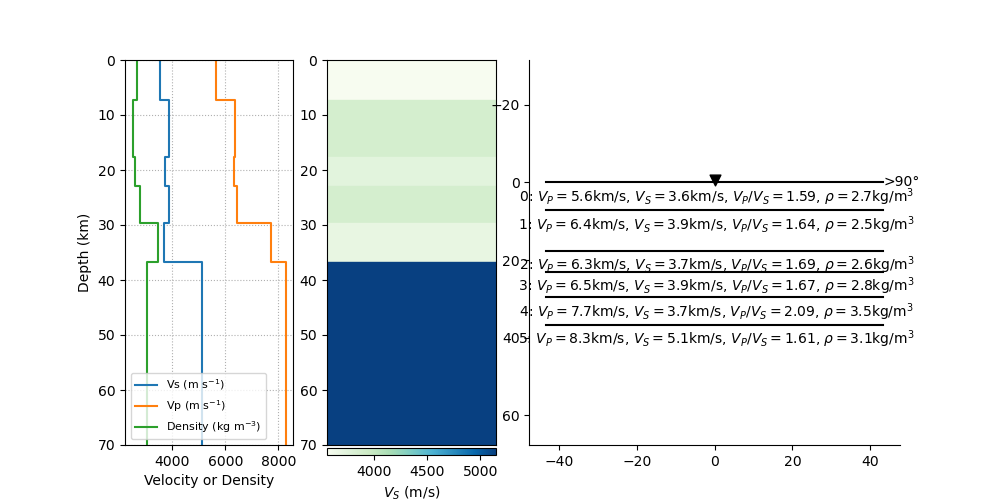 0
10
20
30
40
50
60
70
Depth (km)
4000 6000 8000
Velocity or Density
Vs (m s⁻¹)
Vp (m s⁻¹)
Density (kg m⁻³)
0
10
20
30
40
50
60
70
4000 4500 5000
V_S (m/s)
−20
0
20
40
60
−40 −20 0 20 40
>90°
0: V_P = 5.6km/s, V_S = 3.6km/s, V_P/V_S = 1.59, ρ = 2.7kg/m³
1: V_P = 6.4km/s, V_S = 3.9km/s, V_P/V_S = 1.64, ρ = 2.5kg/m³
2: V_P = 6.3km/s, V_S = 3.7km/s, V_P/V_S = 1.69, ρ = 2.6kg/m³
3: V_P = 6.5km/s, V_S = 3.9km/s, V_P/V_S = 1.67, ρ = 2.8kg/m³
4: V_P = 7.7km/s, V_S = 3.7km/s, V_P/V_S = 2.09, ρ = 3.5kg/m³
5: V_P = 8.3km/s, V_S = 5.1km/s, V_P/V_S = 1.61, ρ = 3.1kg/m³